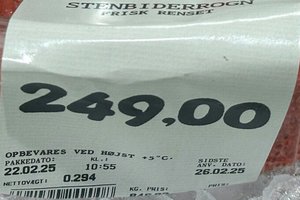 STENBIDERROGN
FRISK RENSET
249,00
OPBEVARES VED HØJST +5°C.
PAKKEDATO: KL.: SIDSTE
22.02.25 10:55 ANV. DATO:
26.02.25
NETTOVÆGT: KG. PRIS: PRIS:
0.294